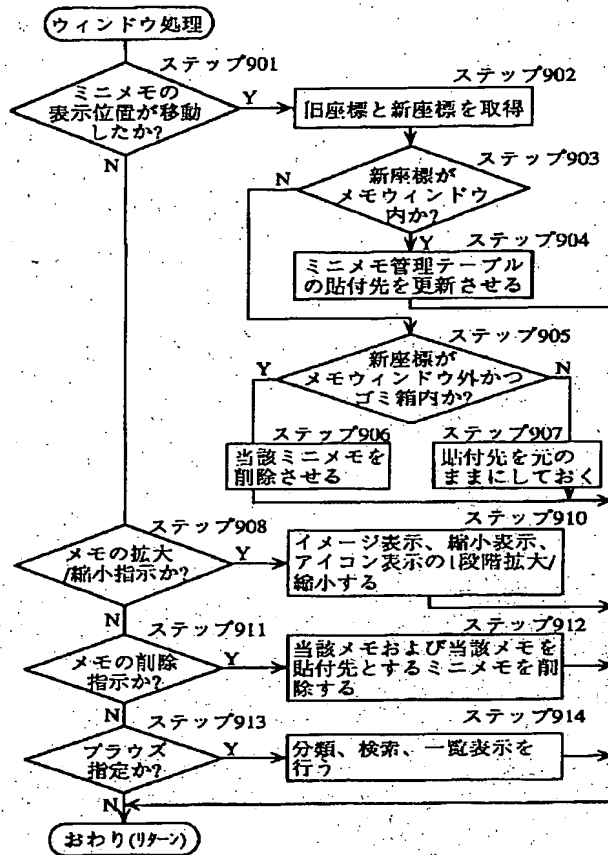 ウィンドウ処理
ステップ901
ミニメモの
表示位置が移動
したか?
Y
N
ステップ902
旧座標と新座標を取得
ステップ903
新座標が
メモウィンドウ
内か?
N
Y
ステップ904
ミニメモ管理テーブル
の貼付先を更新させる
ステップ905
新座標が
メモウィンドウ外かつ
ゴミ箱内か?
Y
N
ステップ906
当該ミニメモを
削除させる
ステップ907
貼付先を元の
ままにしておく
ステップ908
メモの拡大
/縮小指示か?
Y
N
ステップ910
イメージ表示、縮小表示、
アイコン表示の1段階拡大/
縮小する
ステップ911
メモの削除
指示か?
Y
N
ステップ912
当該メモおよび当該メモを
貼付先とするミニメモを削
除する
ステップ913
ブラウズ
指定か?
Y
N
ステップ914
分類、検索、一覧表示を
行う
おわり(リターン)